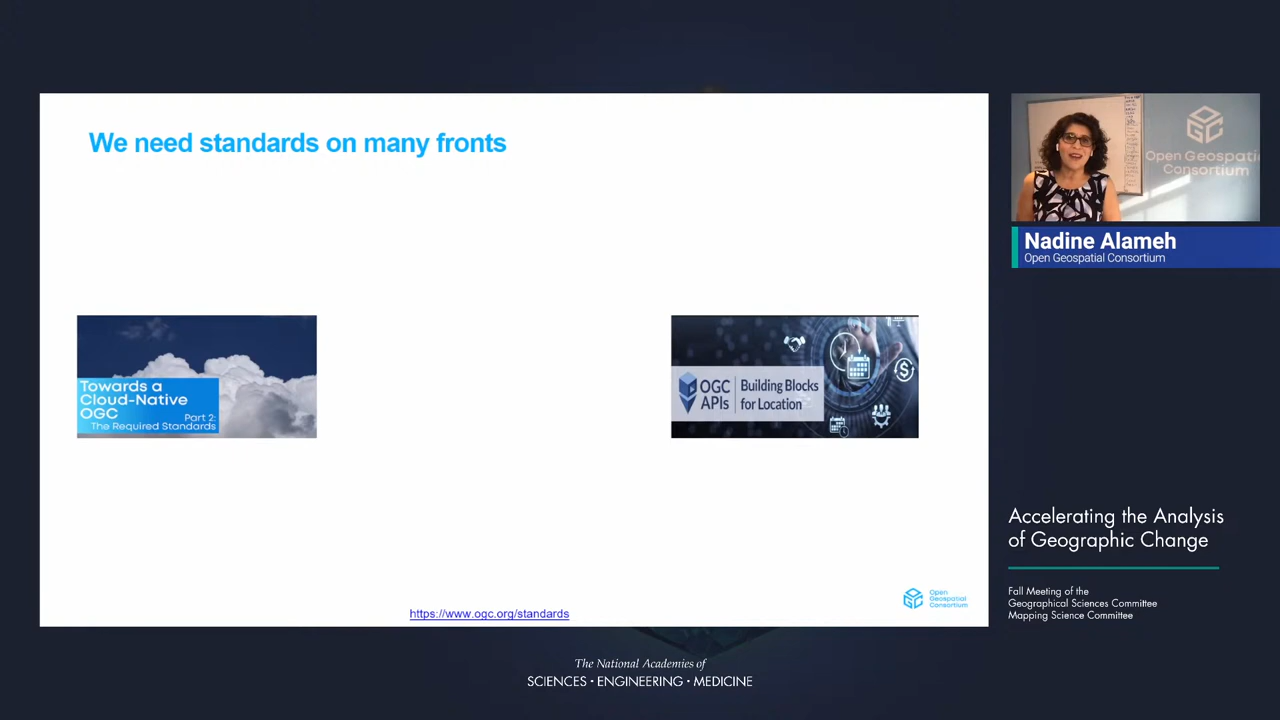 We need standards on many fronts
Towards a
Cloud-Native
OGC
Part 2:
The Required Standards
OGC
APIs
Building Blocks
for Location
https://www.ogc.org/standards
Open
Geospatial
Consortium
Open Geospati
Consortium
Nadine Alameh
Open Geospatial Consortium
Accelerating the Analysis
of Geographic Change
Fall Meeting of the
Geographical Sciences Committee
Mapping Science Committee
The National Academies of
SCIENCES · ENGINEERING · MEDICINE